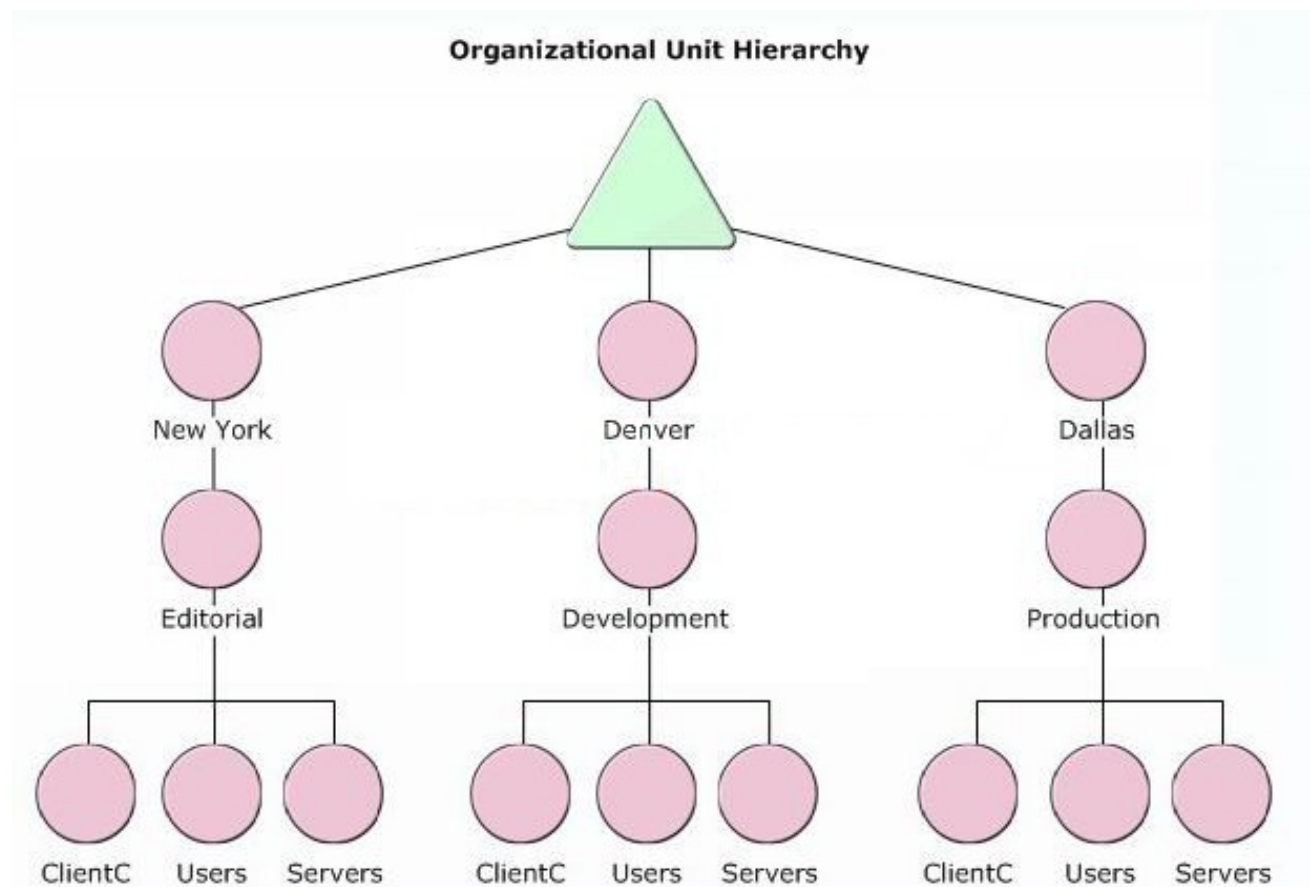 Organizational Unit Hierarchy
New York Denver Dallas
Editorial Development Production
ClientC Users Servers ClientC Users Servers ClientC Users Servers